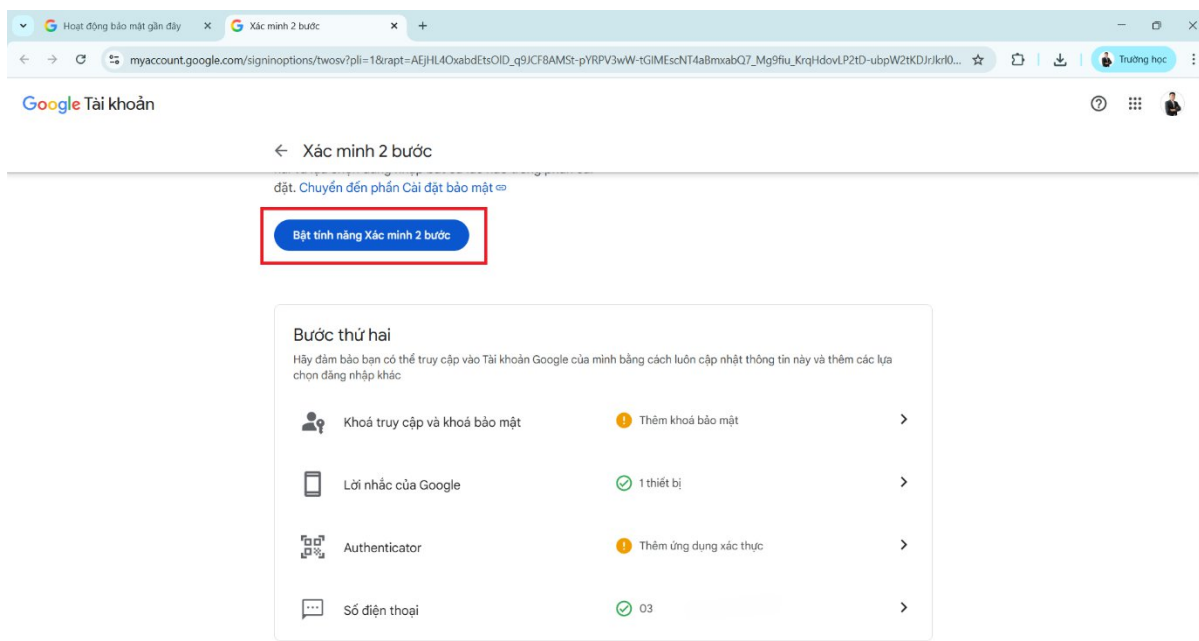 Hoạt động bảo mật gần đây
Xác minh 2 bước
myaccount.google.com/signinoptions/twosv?pli=1&rapt=AEjHL4OxabdEtsOlD_q9JCF8AMSt-pYRPV3wW-tGlMEscNT4aBmxabQ7_Mg9fiu_KrqHdovLP2tD-ubpW2tKDJrJkrl0...
Trường học
Google Tài khoản
Xác minh 2 bước
đặt. Chuyển đến phần Cài đặt bảo mật
Bật tính năng Xác minh 2 bước
Bước thứ hai
Hãy đảm bảo bạn có thể truy cập vào Tài khoản Google của mình bằng cách luôn cập nhật thông tin này và thêm các lựa
chọn đăng nhập khác
Khoá truy cập và khoá bảo mật
Thêm khoá bảo mật
Lời nhắc của Google
1 thiết bị
Authenticator
Thêm ứng dụng xác thực
Số điện thoại
03